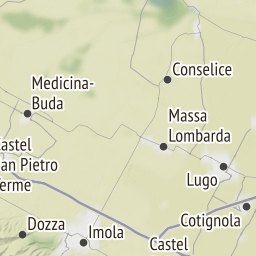 Conselice
Medicina-
Buda
Massa
Lombarda
Castel
San Pietro
Terme
Lugo
Cotignola
Dozza
Imola
Castel